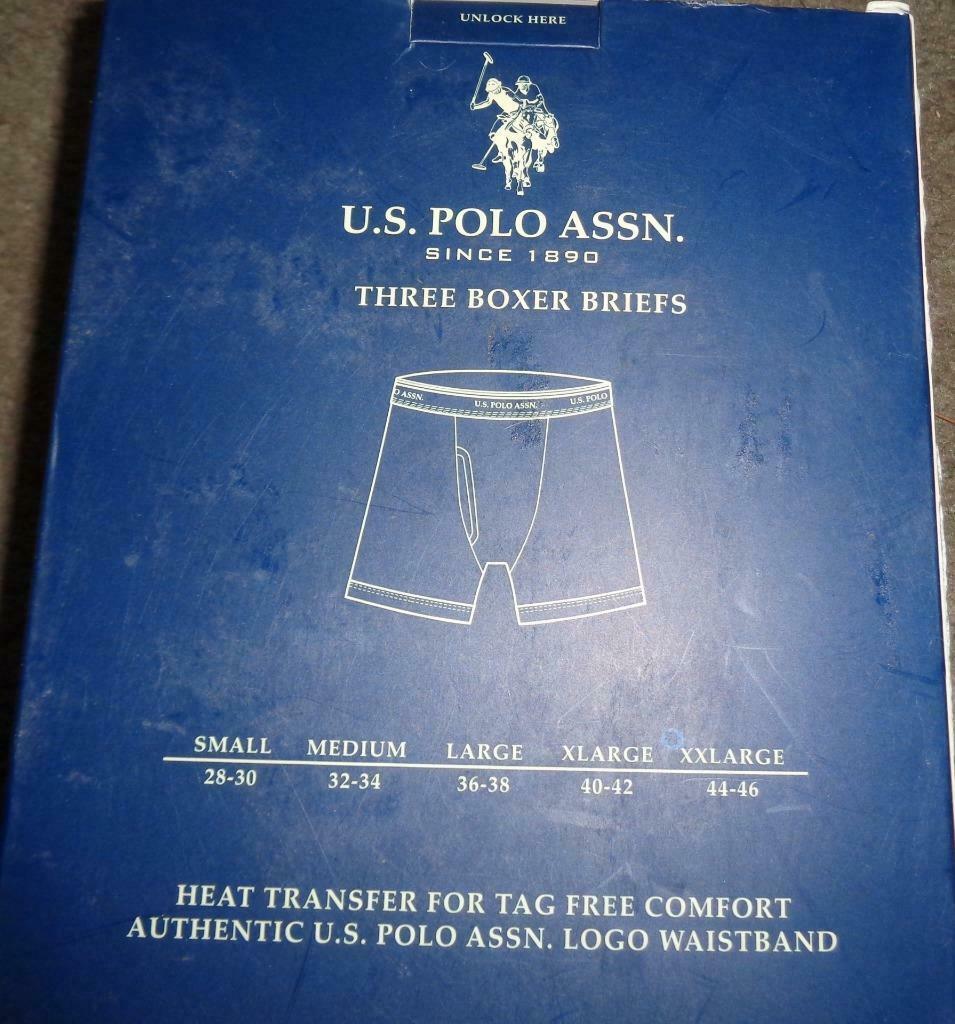 UNLOCK HERE
U.S. POLO ASSN.
SINCE 1890
THREE BOXER BRIEFS
O ASSN. U.S. POLO ASSN. U.S. POLO
SMALL MEDIUM LARGE XLARGE XXLARGE
28-30 32-34 36-38 40-42 44-46
HEAT TRANSFER FOR TAG FREE COMFORT
AUTHENTIC U.S. POLO ASSN. LOGO WAISTBAND